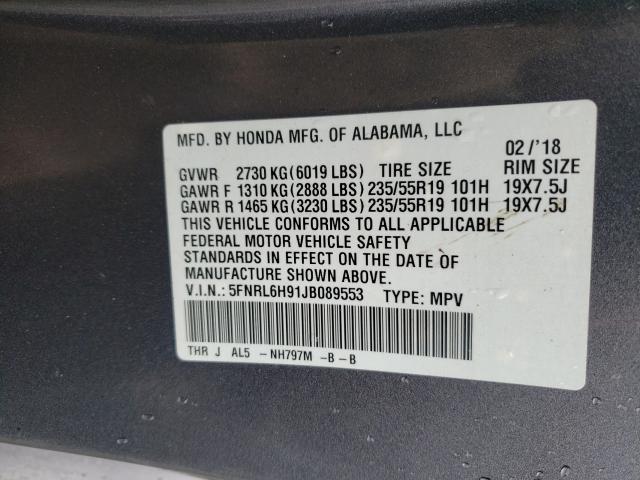 MFD. BY HONDA MFG. OF ALABAMA, LLC
02 /'18
GVWR 2730 KG(6019 LBS) TIRE SIZE RIM SIZE
GAWR F 1310 KG(2888 LBS) 235/55R19 101H 19X7.5J
GAWR R 1465 KG(3230 LBS) 235/55R19 101H 19X7.5J
THIS VEHICLE CONFORMS TO ALL APPLICABLE
FEDERAL MOTOR VEHICLE SAFETY
STANDARDS IN EFFECT ON THE DATE OF
MANUFACTURE SHOWN ABOVE.
V.I.N.: 5FNRL6H91JB089553 TYPE: MPV
THR J AL5 -NH797M -B-B